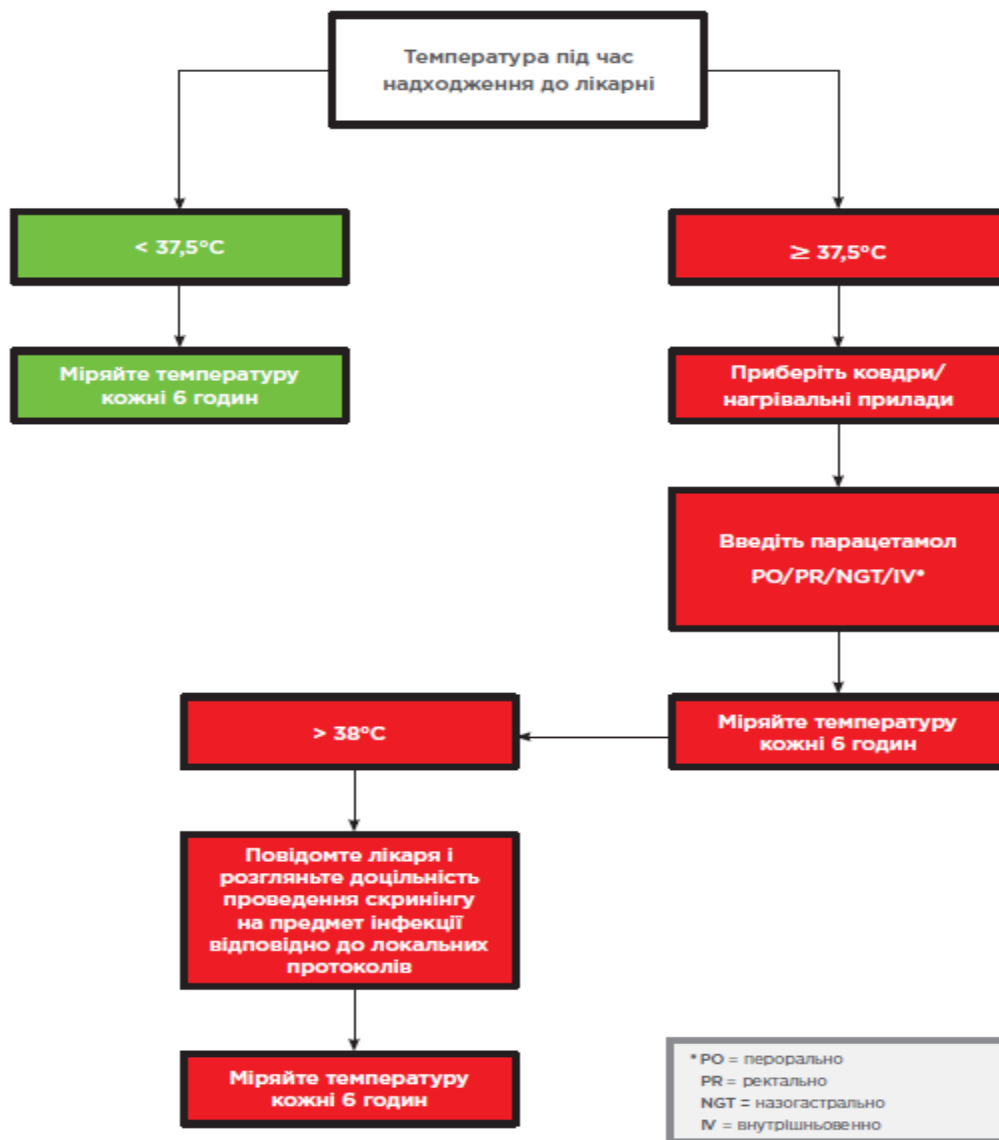 Температура під час
надходження до лікарні
< 37,5°C
≥ 37,5°C
Міряйте температуру
кожні 6 годин
Приберіть ковдри/
нагрівальні прилади
Введіть парацетамол
PO/PR/NGT/IV*
Міряйте температуру
кожні 6 годин
> 38°C
Повідомте лікаря і
розгляньте доцільність
проведення скринінгу
на предмет інфекції
відповідно до локальних
протоколів
Міряйте температуру
кожні 6 годин
* PO = перорально
PR = ректально
NGT = назогастрально
IV = внутрішньовенно